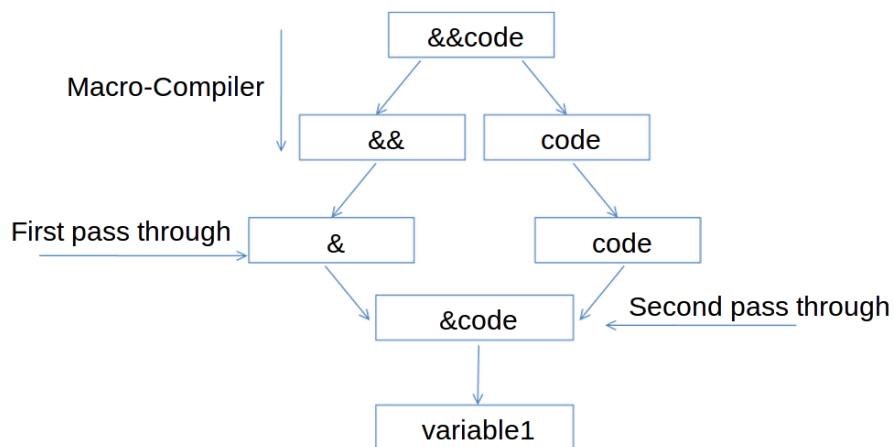 &&code
Macro-Compiler
&&
code
First pass through
&
code
&code
Second pass through
variable1